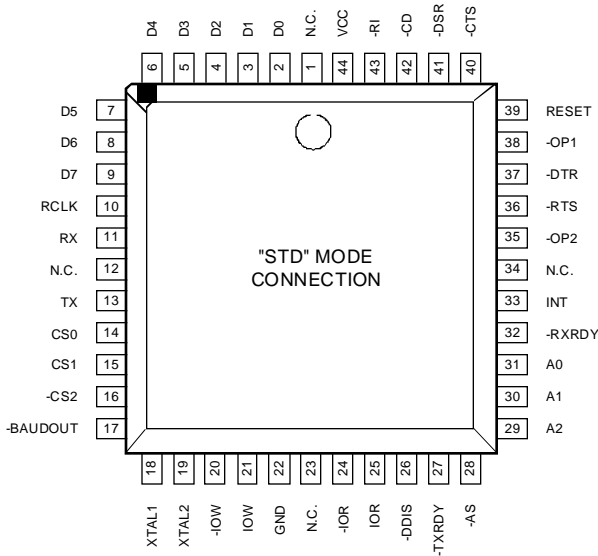 D4 D3 D2 D1 D0 N.C. VCC -RI -CD -DSR -CTS
6 5 4 3 2 1 44 43 42 41 40
D5 7 39 RESET
D6 8 38 -OP1
D7 9 37 -DTR
RCLK 10 36 -RTS
RX 11 35 -OP2
"STD" MODE
CONNECTION
N.C. 12 34 N.C.
TX 13 33 INT
CS0 14 32 -RXRDY
CS1 15 31 A0
-CS2 16 30 A1
-BAUDOUT 17 29 A2
18 19 20 21 22 23 24 25 26 27 28
XTAL1 XTAL2 -IOW IOW GND N.C. -IOR IOR -DDIS -TXRDY -AS